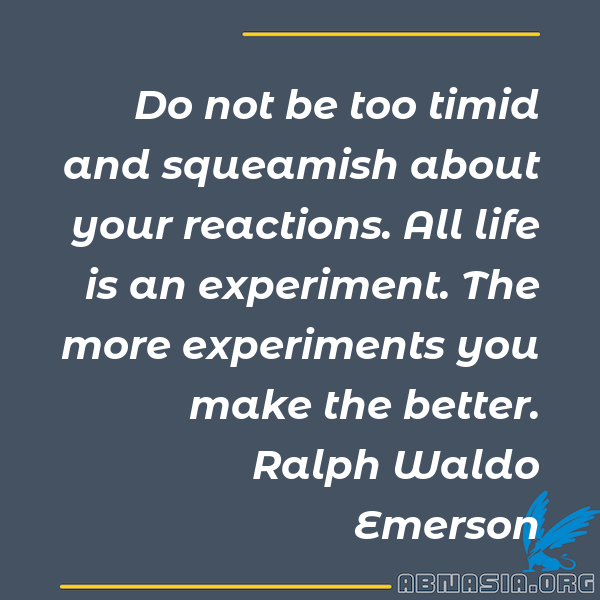 Do not be too timid
and squeamish about
your reactions. All life
is an experiment. The
more experiments you
make the better.
Ralph Waldo
Emerson
ABNASIA.ORG